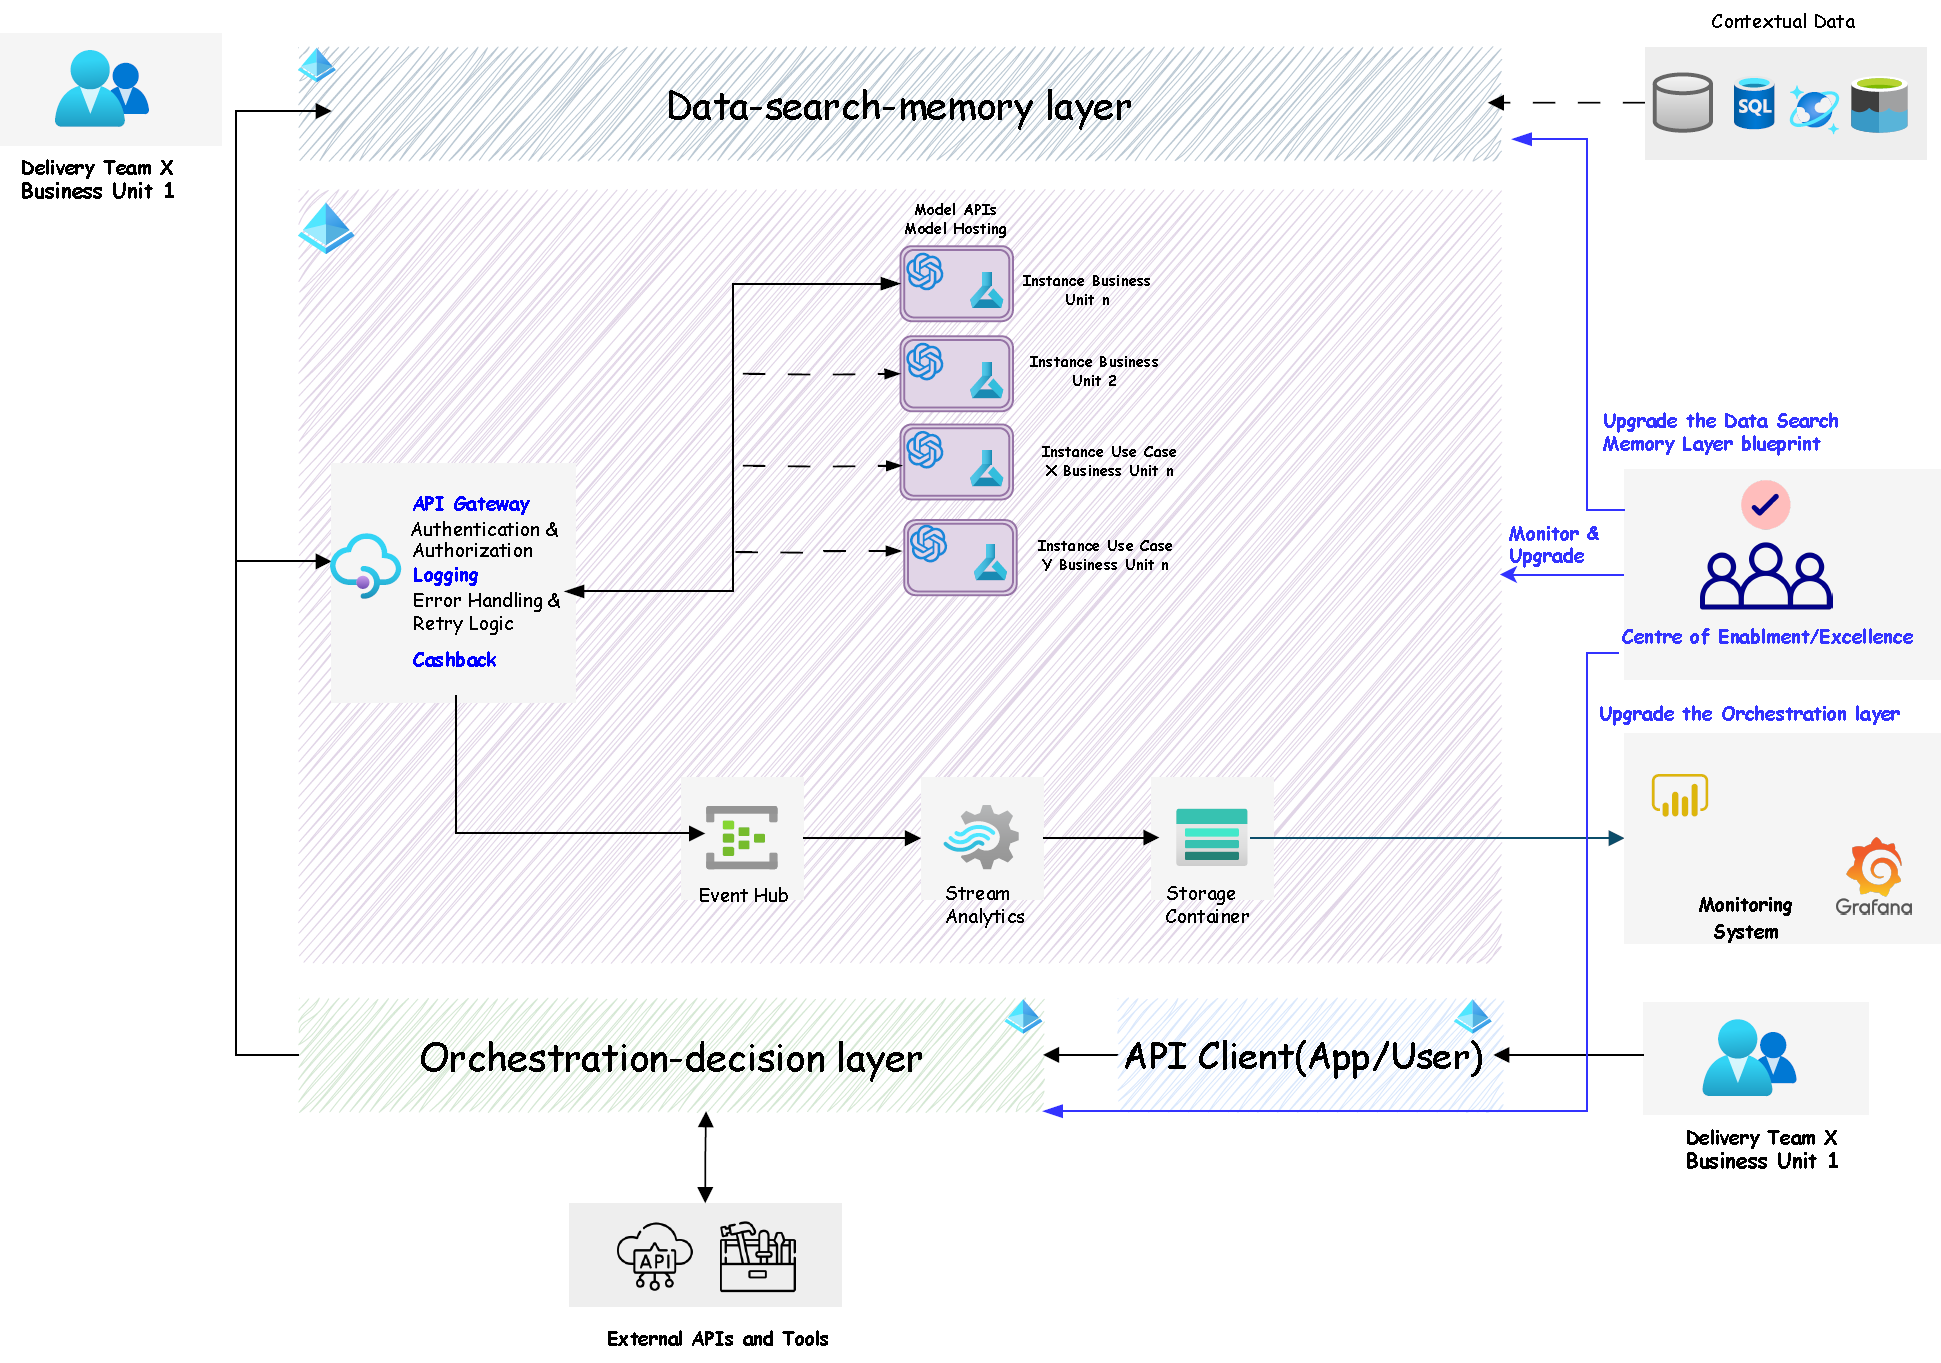 Contextual Data
SQL
Delivery Team X
Business Unit 1
Data-search-memory layer
Model APIs
Model Hosting
Instance Business
Unit n
Instance Business
Unit 2
Instance Use Case
X Business Unit n
Instance Use Case
Y Business Unit n
API Gateway
Authentication &
Authorization
Logging
Error Handling &
Retry Logic
Cashback
Upgrade the Data Search
Memory Layer blueprint
Monitor &
Upgrade
Centre of Enablment/Excellence
Upgrade the Orchestration layer
Event Hub
Stream
Analytics
Storage
Container
Monitoring
System
Grafana
Orchestration-decision layer
API Client(App/User)
Delivery Team X
Business Unit 1
API
External APIs and Tools